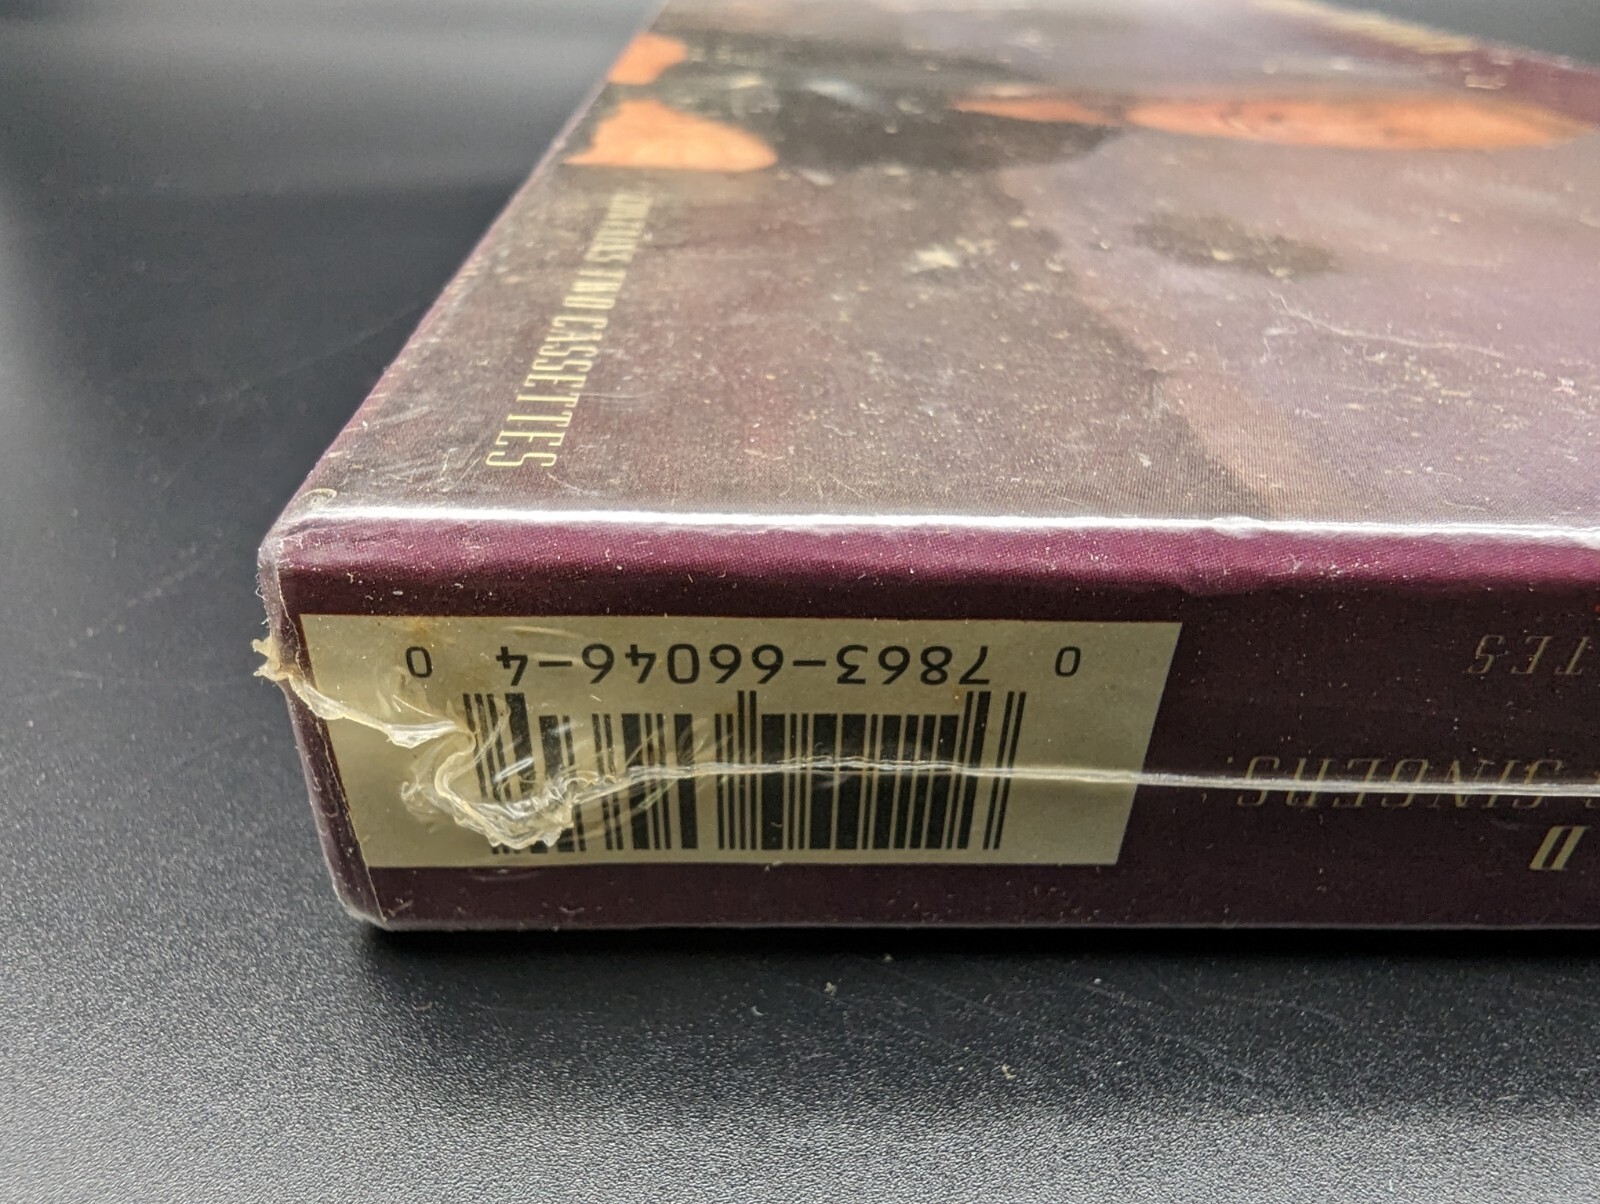 CONTAINS TWO CASSETTES
0 7863-66046-4 0
TES
SINGERS.
D